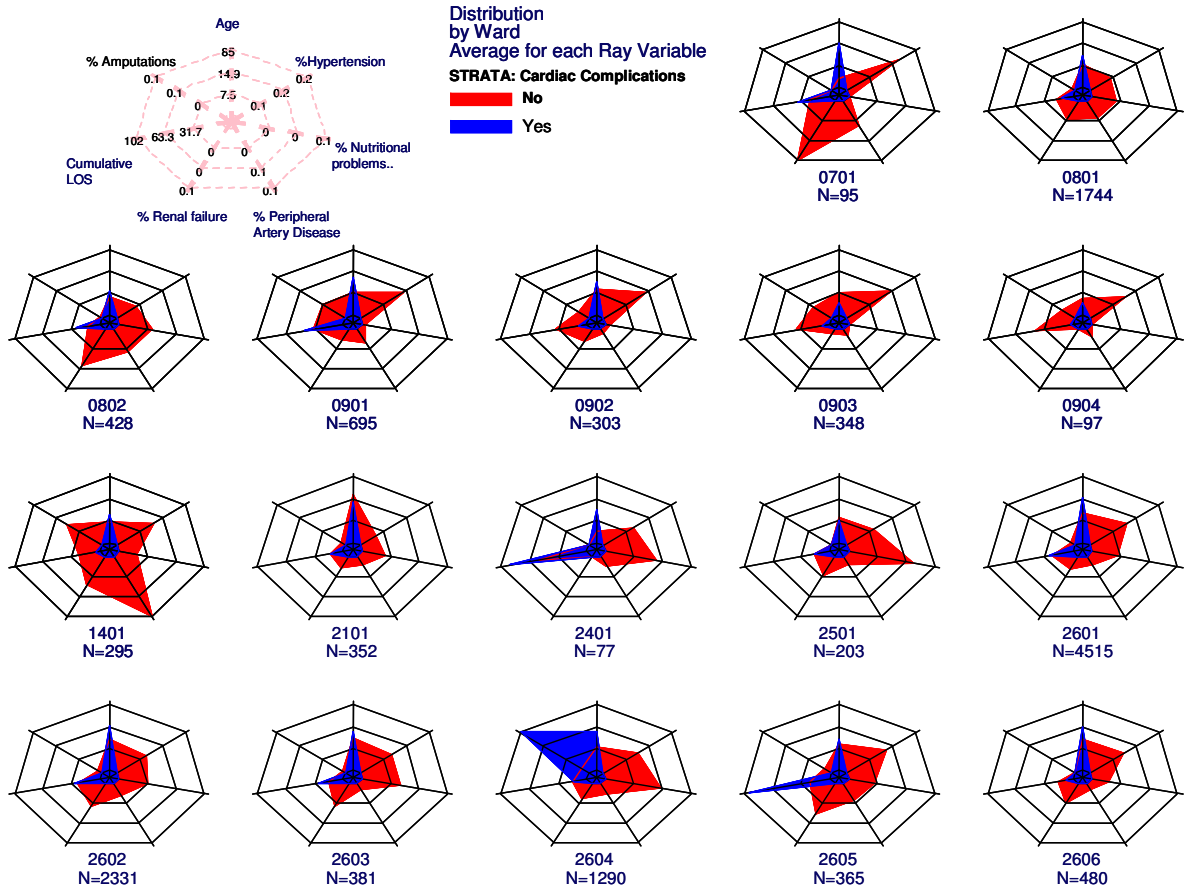 Distribution
by Ward
Average for each Ray Variable
STRATA: Cardiac Complications
No
Yes
Age
% Amputations
%Hypertension
85
0.1
14.9
0.2
0.1
7.5
0.2
0
0.1
102
63.3
31.7
0
0
0.1
Cumulative
LOS
% Nutritional
problems..
0
0
0
0.1
0.1
0.1
% Renal failure
% Peripheral
Artery Disease
0701
N=95
0801
N=1744
0802
N=428
0901
N=695
0902
N=303
0903
N=348
0904
N=97
1401
N=295
2101
N=352
2401
N=77
2501
N=203
2601
N=4515
2602
N=2331
2603
N=381
2604
N=1290
2605
N=365
2606
N=480